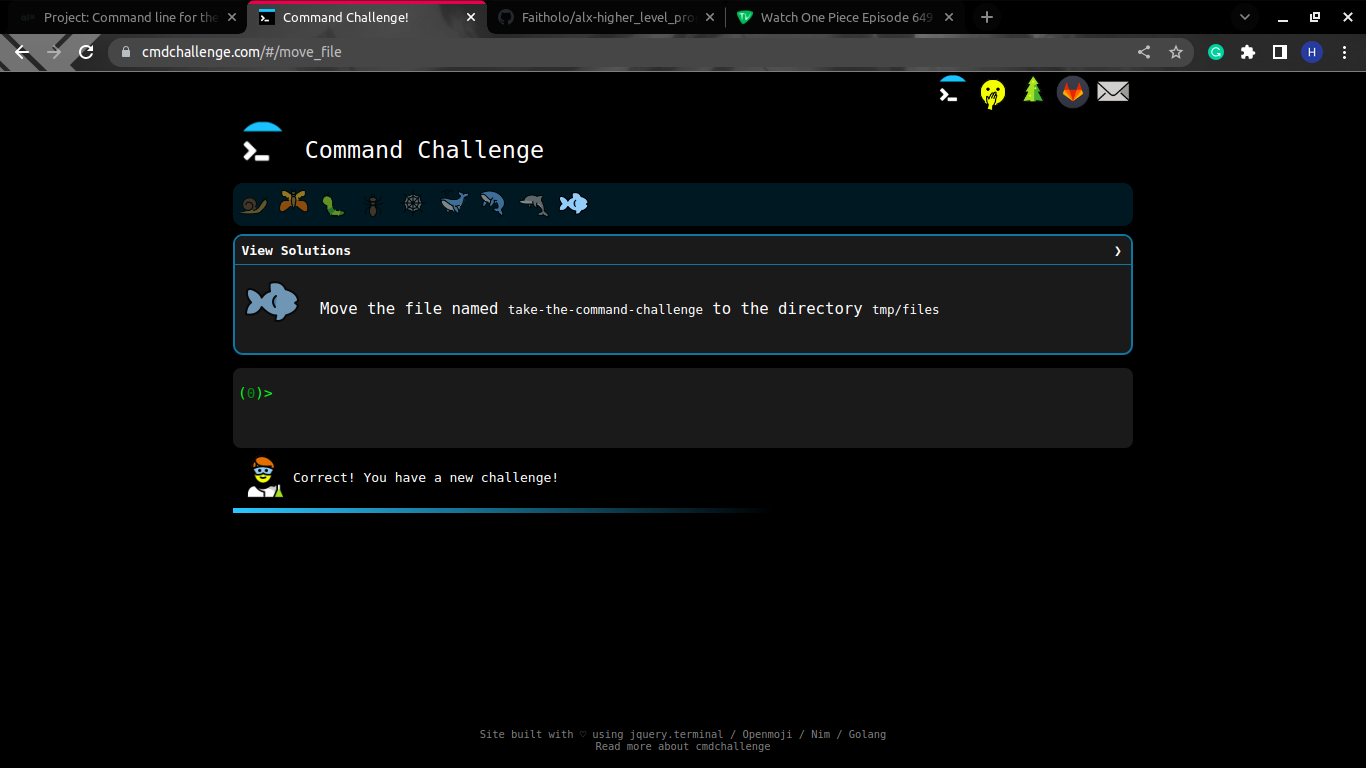 Project: Command line for the
Command Challenge!
Faitholo/alx-higher_level_pro
Watch One Piece Episode 649
cmdchallenge.com/#/move_file
H
Command Challenge
View Solutions
Move the file named take-the-command-challenge to the directory tmp/files
(0)>
Correct! You have a new challenge!
Site built with ♡ using jquery.terminal / Openmoji / Nim / Golang
Read more about cmdchallenge